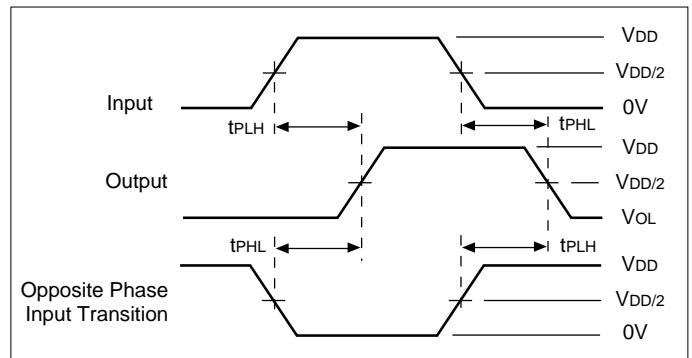 VDD
VDD/2
Input
0V
tPLH
tPHL
VDD
Output
VDD/2
VOL
tPHL
tPLH
VDD
Opposite Phase
Input Transition
VDD/2
0V